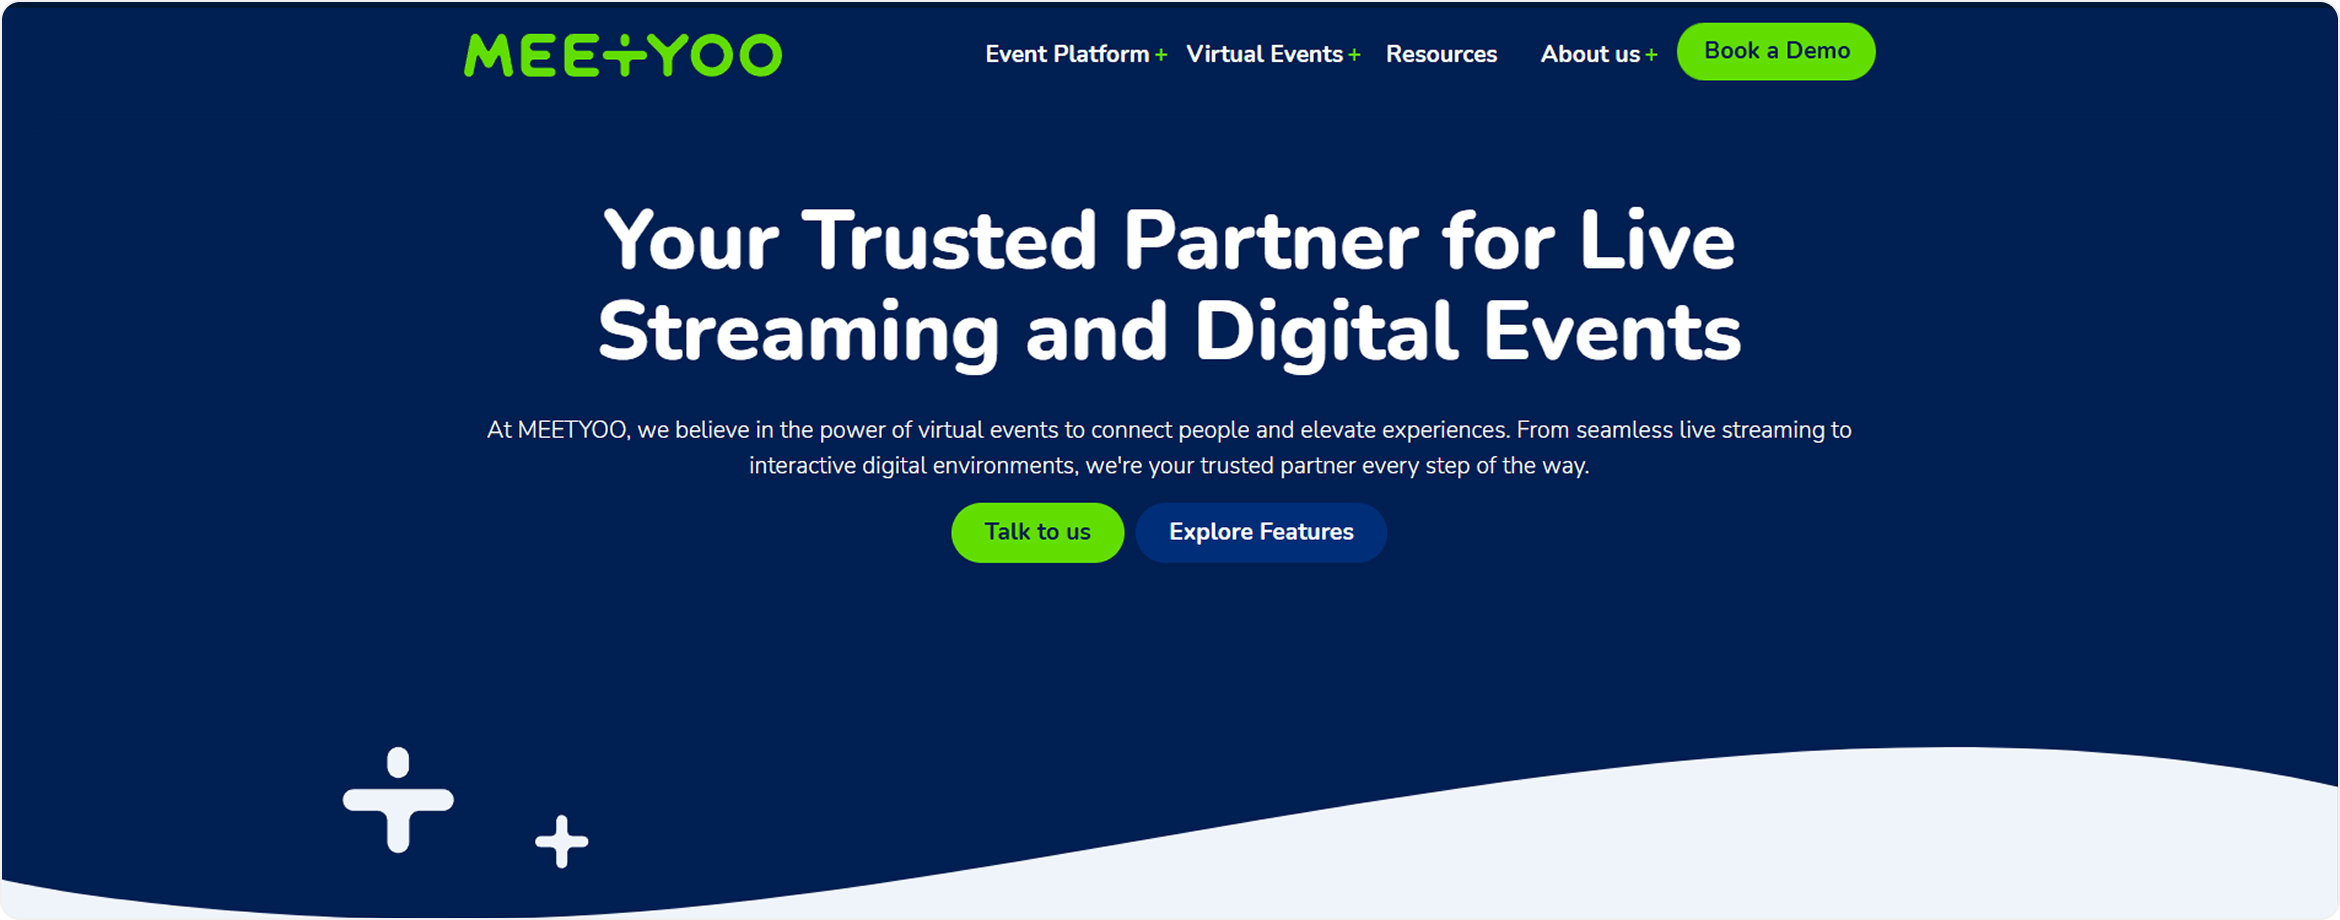 MEETYOO
Event Platform + Virtual Events + Resources About us + Book a Demo
Your Trusted Partner for Live
Streaming and Digital Events
At MEETYOO, we believe in the power of virtual events to connect people and elevate experiences. From seamless live streaming to
interactive digital environments, we're your trusted partner every step of the way.
Talk to us Explore Features